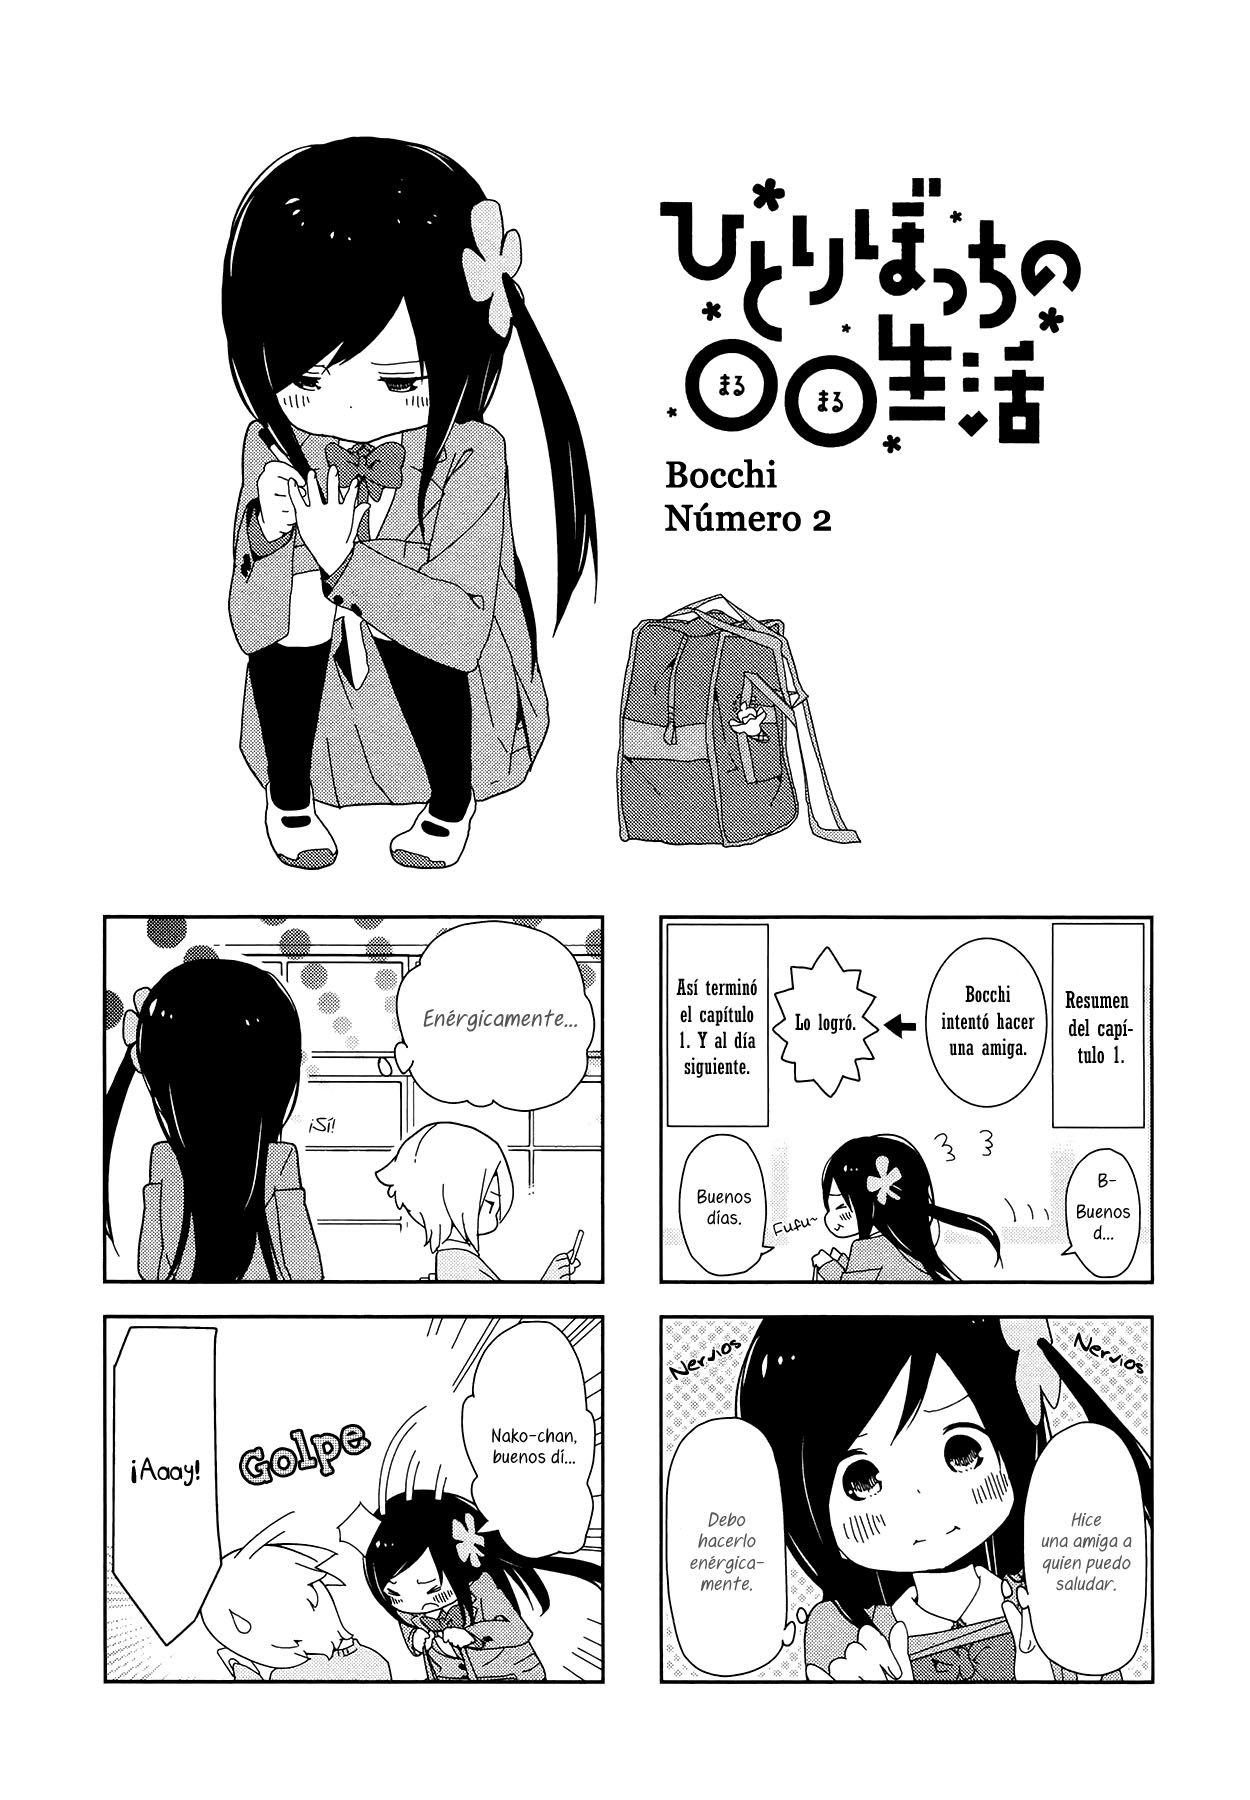 ひとりぼっちの
○○生活
まる まる
Bocchi
Número 2
Resumen
del capí-
tulo 1.
Bocchi
intentó hacer
una amiga.
Lo logró.
Así terminó
el capítulo
1. Y al día
siguiente.
B-
Buenos
d...
Fufu~
Buenos
días.
Nervios
Nervios
Hice
una amiga a
quien puedo
saludar.
Debo
hacerlo
enérgica-
mente.
Enérgicamente...
¡Sí!
Nako-chan,
buenos dí...
Golpe
¡Aaay!